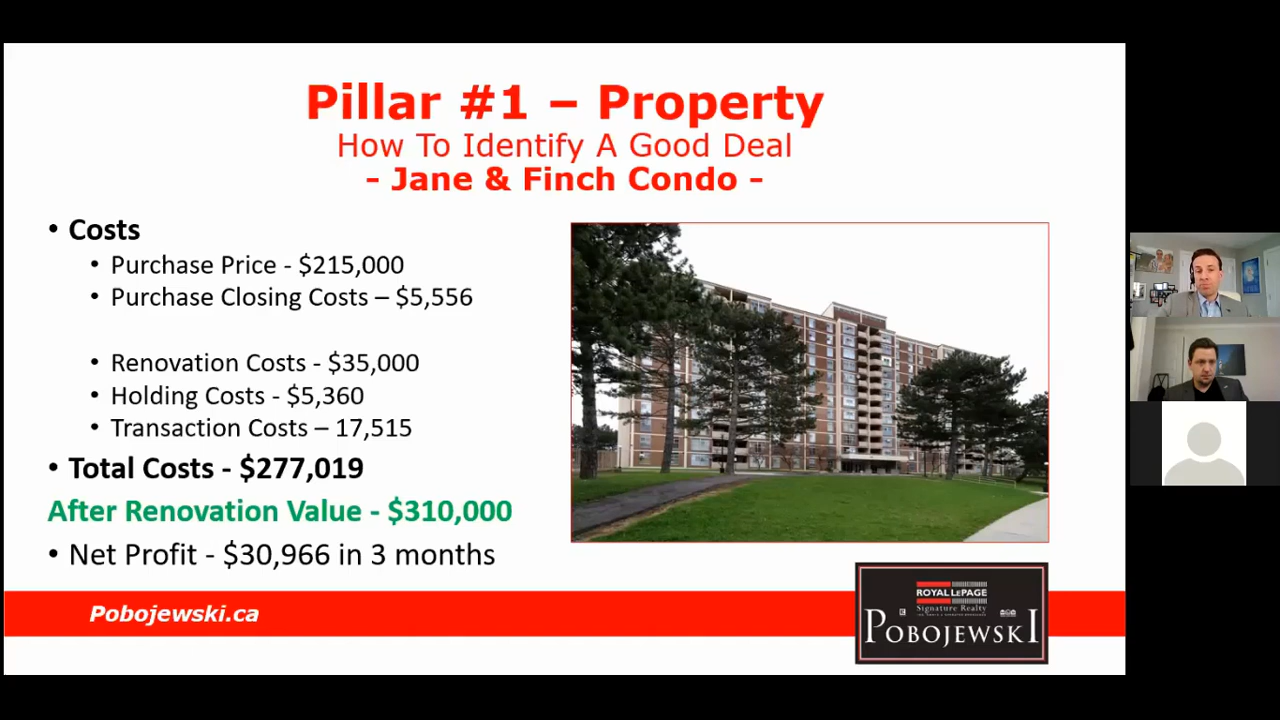 Pillar #1 – Property
How To Identify A Good Deal
- Jane & Finch Condo -
• Costs
• Purchase Price - $215,000
• Purchase Closing Costs – $5,556
• Renovation Costs - $35,000
• Holding Costs - $5,360
• Transaction Costs – 17,515
• Total Costs - $277,019
After Renovation Value - $310,000
• Net Profit - $30,966 in 3 months
Pobojewski.ca
ROYAL LEPAGE
Signature Realty
POBOJEWSKI